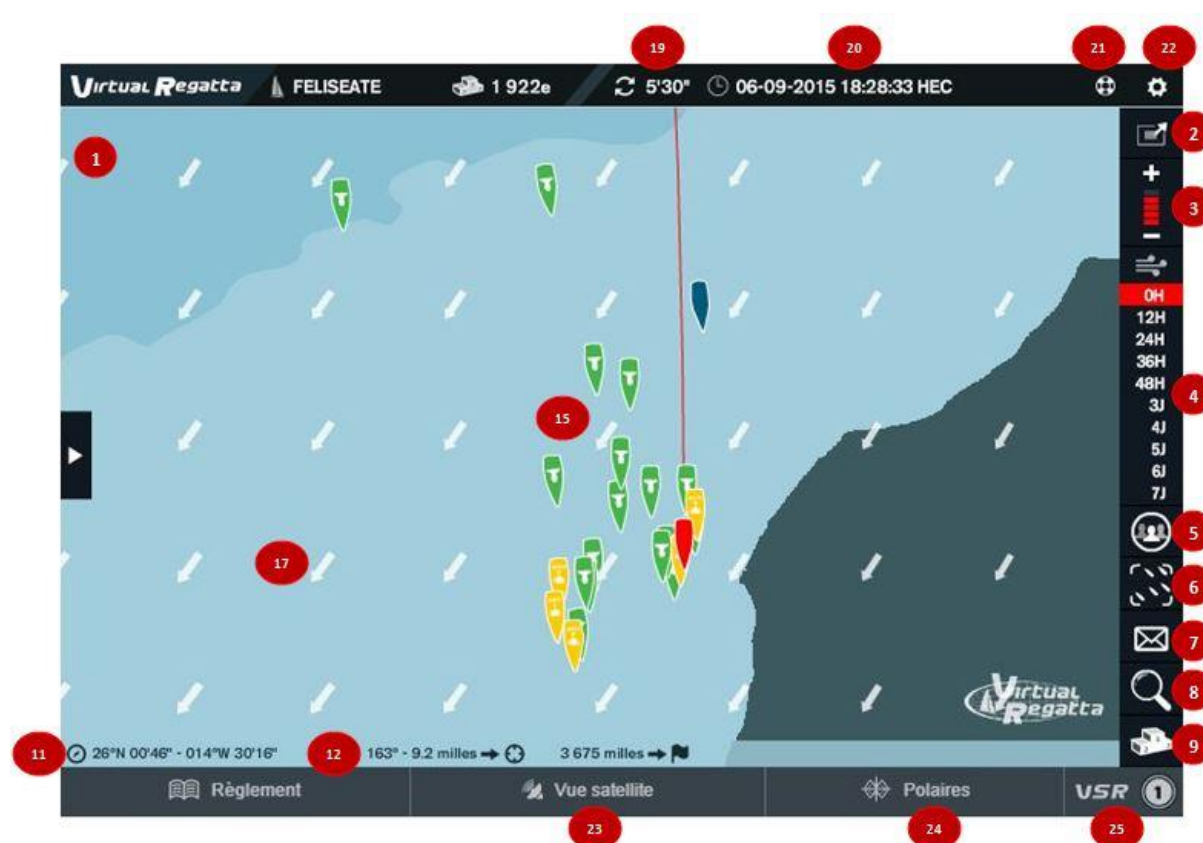 19 20 21 22
Virtual Regatta FELISEATE 1 922e 5'30" 06-09-2015 18:28:33 HEC
1
2
+
3
−
0H
12H
24H
36H
48H
3J
4J
5J
6J
7J
4
15
5
17
6
7
8
Virtual
Regatta
9
11 26°N 00'46" - 014°W 30'16" 12 163° - 9.2 milles 3 675 milles
Règlement Vue satellite Polaires VSR 1
23 24 25